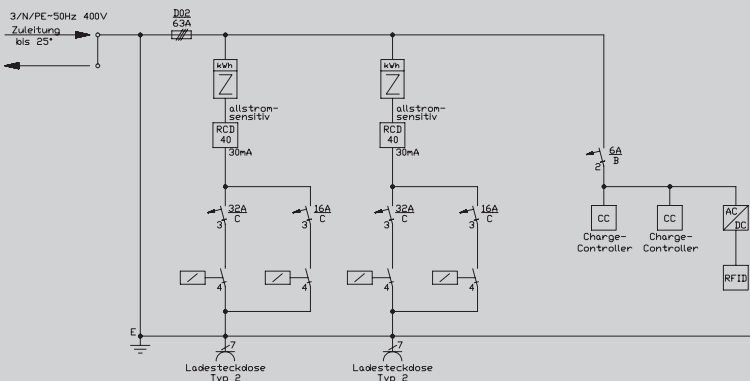 3/N/PE~50Hz 400V
Zuleitung
bis 25°
D02
63A
kWh
Z
allstrom-
sensitiv
RCD
40
30mA
32A
C
3
16A
C
3
4
4
7
Ladesteckdose
Typ 2
kWh
Z
allstrom-
sensitiv
RCD
40
30mA
32A
C
3
16A
C
3
4
4
7
Ladesteckdose
Typ 2
6A
B
2
CC
Charge-
Controller
CC
Charge-
Controller
AC
DC
RFID
E